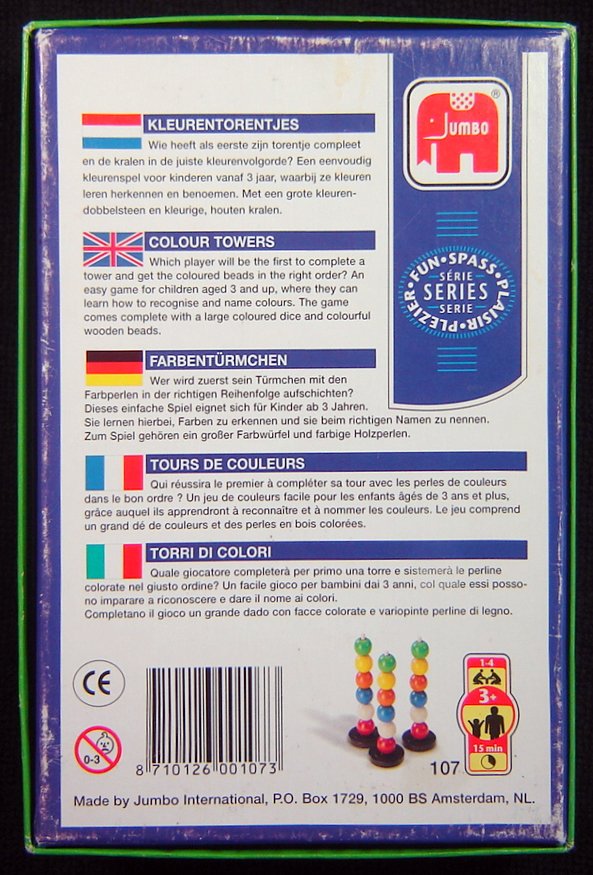 JUMBO
®
FUN • SPASS • PLAISIR • PLEZIER •
SÉRIE
SERIES
SERIE
KLEURENTORENTJES
Wie heeft als eerste zijn torentje compleet
en de kralen in de juiste kleurenvolgorde? Een eenvoudig
kleurenspel voor kinderen vanaf 3 jaar, waarbij ze kleuren
leren herkennen en benoemen. Met een grote kleuren-
dobbelsteen en kleurige, houten kralen.
COLOUR TOWERS
Which player will be the first to complete a
tower and get the coloured beads in the right order? An
easy game for children aged 3 and up, where they can
learn how to recognise and name colours. The game
comes complete with a large coloured dice and colourful
wooden beads.
FARBENTÜRMCHEN
Wer wird zuerst sein Türmchen mit den
Farbperlen in der richtigen Reihenfolge aufschichten?
Dieses einfache Spiel eignet sich für Kinder ab 3 Jahren.
Sie lernen hierbei, Farben zu erkennen und sie beim richtigen Namen zu nennen.
Zum Spiel gehören ein großer Farbwürfel und farbige Holzperlen.
TOURS DE COULEURS
Qui réussira le premier à compléter sa tour avec les perles de couleurs
dans le bon ordre ? Un jeu de couleurs facile pour les enfants âgés de 3 ans et plus,
grâce auquel ils apprendront à reconnaître et à nommer les couleurs. Le jeu comprend
un grand dé de couleurs et des perles en bois colorées.
TORRI DI COLORI
Quale giocatore completerà per primo una torre e sistemerà le perline
colorate nel giusto ordine? Un facile gioco per bambini dai 3 anni, col quale essi posso-
no imparare a riconoscere e dare il nome ai colori.
Completano il gioco un grande dado con facce colorate e variopinte perline di legno.
CE
0-3
8 710126 001073
107
1-4
3+
15 min
Made by Jumbo International, P.O. Box 1729, 1000 BS Amsterdam, NL.